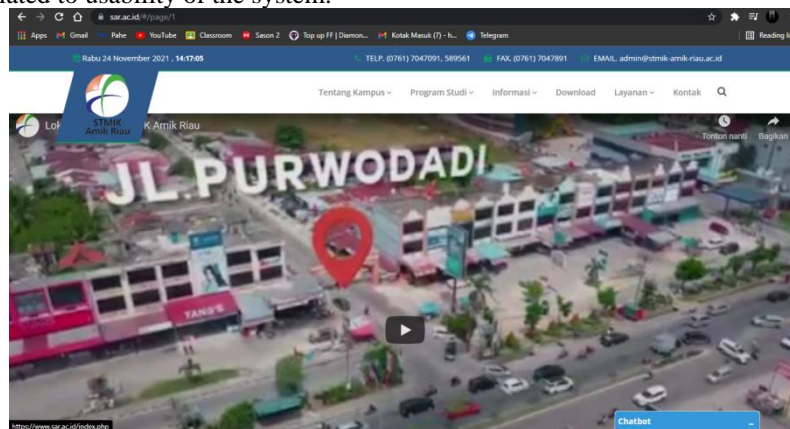 ated to usability of the system.
sar.ac.id/#/page/1
Apps Gmail Pahe YouTube Classroom Sason 2 Top up FF | Diamon... Kotak Masuk (7) - h... Telegram Reading li
Rabu 24 November 2021 , 14:17:05 TELP. (0761) 7047091, 589561 FAX. (0761) 7047891 EMAIL. admin@stmik-amik-riau.ac.id
Tentang Kampus Program Studi Informasi Download Layanan Kontak
STMIK
Amik Riau
Lok K Amik Riau
Tonton nanti Bagikan
JL.PURWODADI
TANG'S
https://www.sar.ac.id/index.php
Chatbot